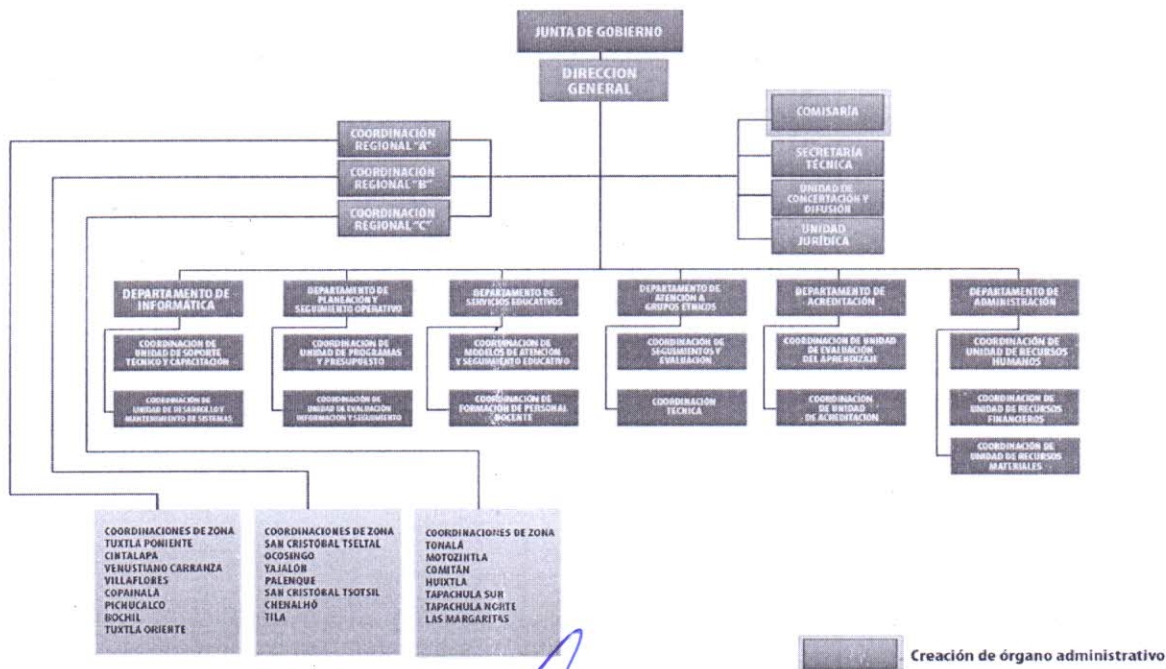 JUNTA DE GOBIERNO
DIRECCION
GENERAL
COMISARÍA
COORDINACIÓN
REGIONAL "A"
SECRETARÍA
TÉCNICA
COORDINACIÓN
REGIONAL "B"
UNIDAD DE
CONCERTACIÓN Y
DIFUSIÓN
COORDINACIÓN
REGIONAL "C"
UNIDAD
JURÍDICA
DEPARTAMENTO DE
INFORMÁTICA
DEPARTAMENTO DE
PLANEACIÓN Y
SEGUIMIENTO OPERATIVO
DEPARTAMENTO DE
SERVICIOS EDUCATIVOS
DEPARTAMENTO DE
ATENCIÓN A
GRUPOS ETNICOS
DEPARTAMENTO DE
ACREDITACIÓN
DEPARTAMENTO DE
ADMINISTRACIÓN
COORDINACIÓN DE
UNIDAD DE SOPORTE
TÉCNICO Y CAPACITACIÓN
COORDINACIÓN DE
UNIDAD DE PROGRAMAS
Y PRESUPUESTO
COORDINACIÓN DE
MODELOS DE ATENCIÓN
Y SEGUIMIENTO EDUCATIVO
COORDINACIÓN DE
SEGUIMIENTOS Y
EVALUACIÓN
COORDINACIÓN DE UNIDAD
DE EVALUACIÓN
DEL APRENDIZAJE
COORDINACIÓN DE
UNIDAD DE RECURSOS
HUMANOS
COORDINACIÓN DE
UNIDAD DE DESARROLLO Y
MANTENIMIENTO DE SISTEMAS
COORDINACIÓN DE
UNIDAD DE EVALUACIÓN
INFORMACION Y SEGUIMIENTO
COORDINACIÓN DE
FORMACIÓN DE PERSONAL
DOCENTE
COORDINACIÓN
TECNICA
COORDINACIÓN
DE UNIDAD
DE ACREDITACIÓN
COORDINACIÓN DE
UNIDAD DE RECURSOS
FINANCIEROS
COORDINACIÓN DE
UNIDAD DE RECURSOS
MATERIALES
COORDINACIONES DE ZONA
TUXTLA PONIENTE
CINTALAPA
VENUSTIANO CARRANZA
VILLAFLORES
COPAINALA
PICHUCALCO
BOCHIL
TUXTLA ORIENTE
COORDINACIONES DE ZONA
SAN CRISTÓBAL TSELTAL
OCOSINGO
YAJALON
PALENQUE
SAN CRISTÓBAL TSOTSIL
CHENALHÓ
TILA
COORDINACIONES DE ZONA
TONALÁ
MOTOZINTLA
COMITÁN
HUIXTLA
TAPACHULA SUR
TAPACHULA NORTE
LAS MARGARITAS
Creación de órgano administrativo